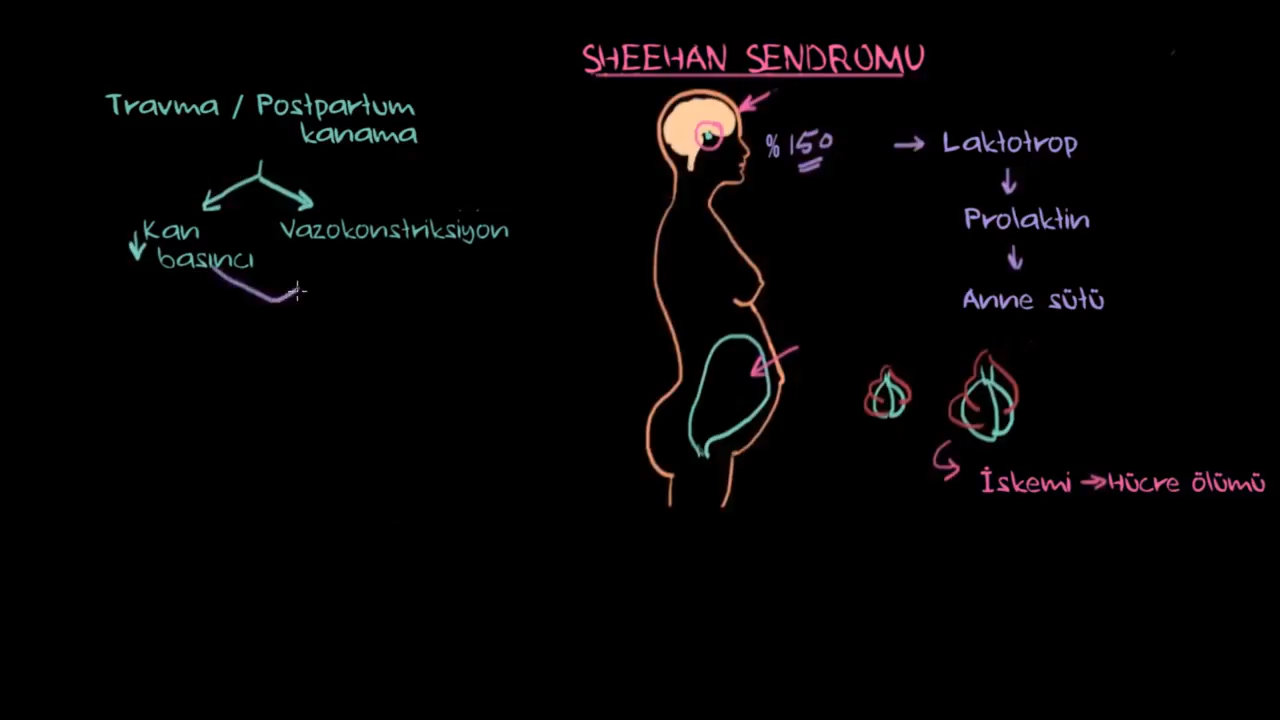 SHEEHAN SENDROMU
Travma / Postpartum
kanama
Kan
basıncı
Vazokonstriksiyon
% 150
Laktotrop
Prolaktin
Anne sütü
İskemi → Hücre ölümü